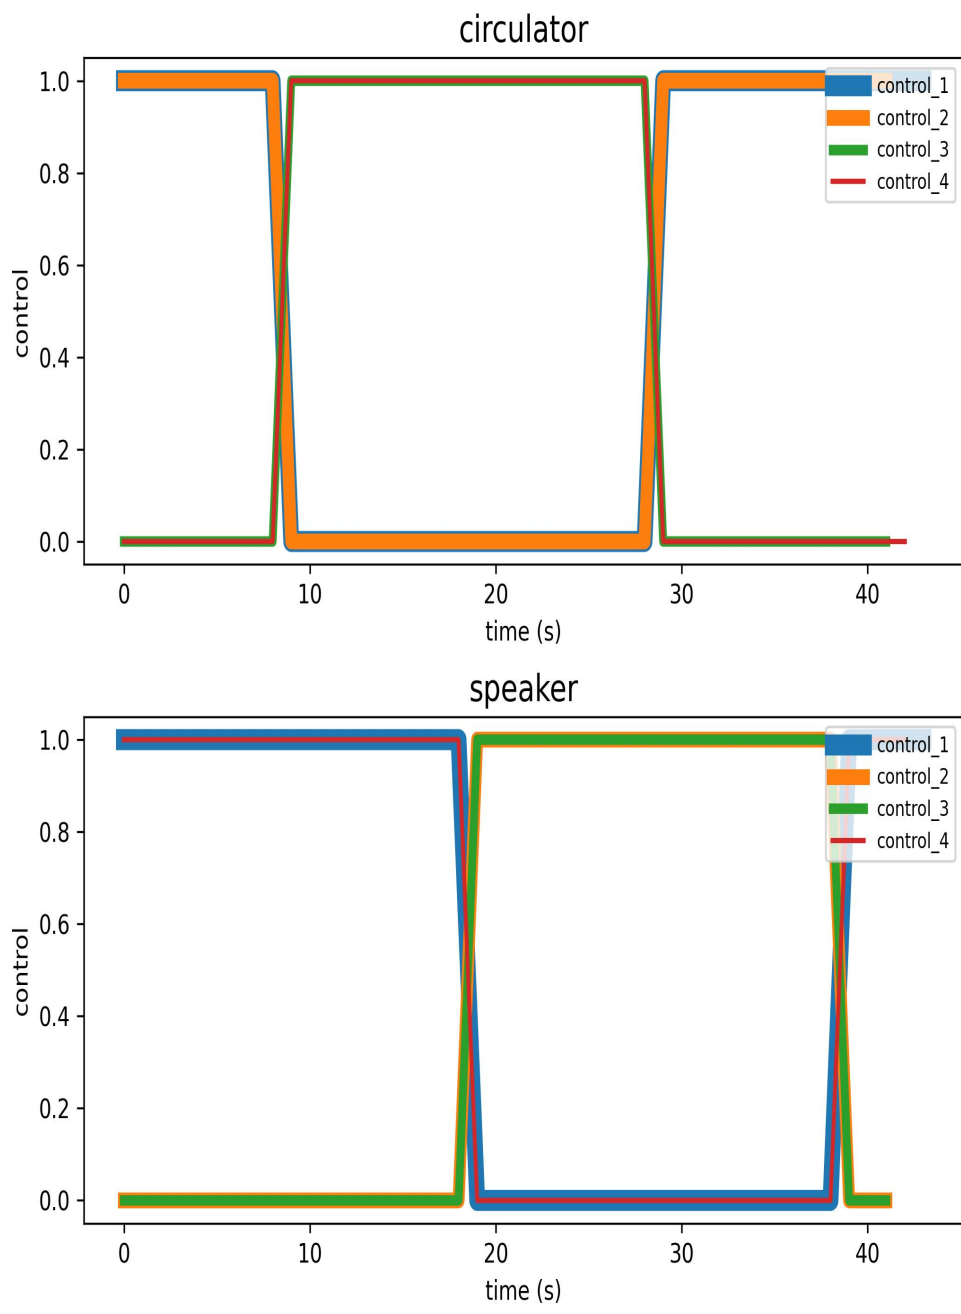 circulator
control_1
control_2
control_3
control_4
control
1.0
0.8
0.6
0.4
0.2
0.0
0 10 20 30 40
time (s)
speaker
control_1
control_2
control_3
control_4
control
1.0
0.8
0.6
0.4
0.2
0.0
0 10 20 30 40
time (s)